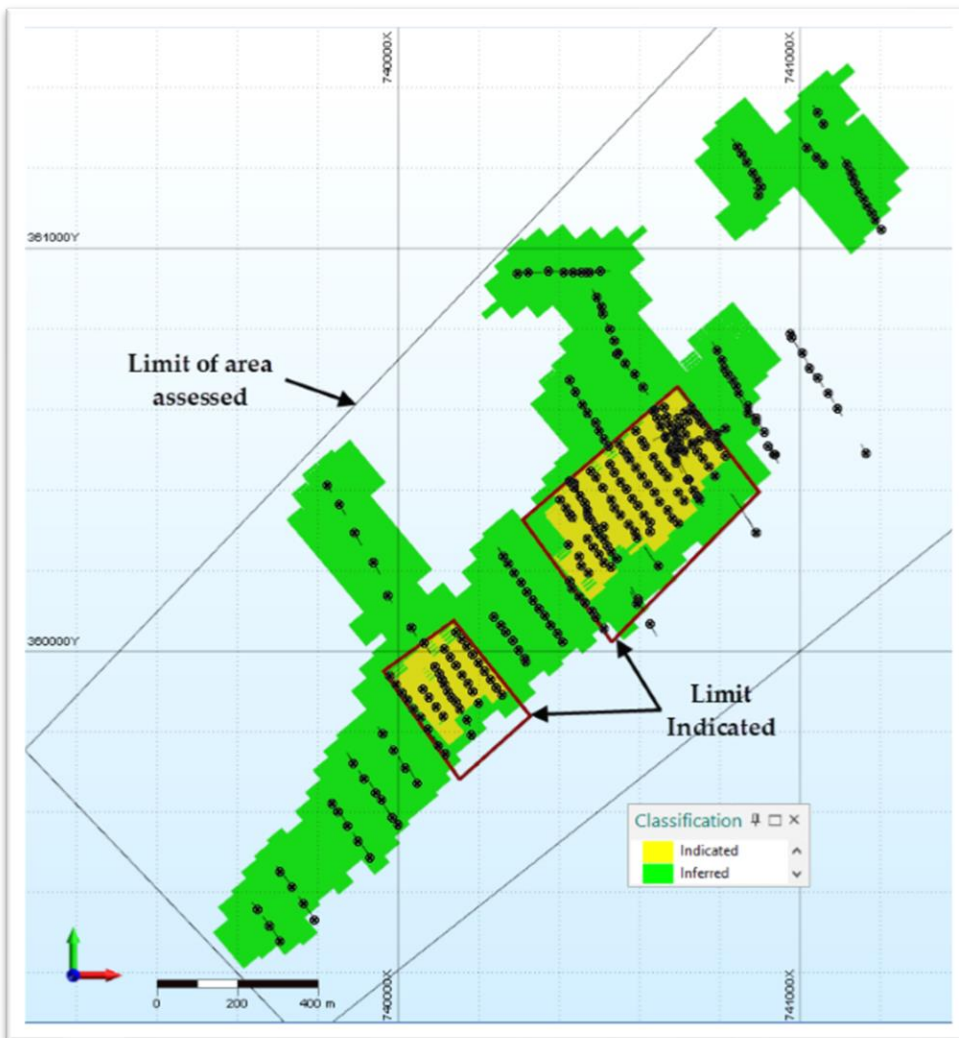 740000X
741000X
361000Y
Limit of area
assessed
360000Y
Limit
Indicated
Classification
Indicated
Inferred
740000X
741000X
0 200 400 m